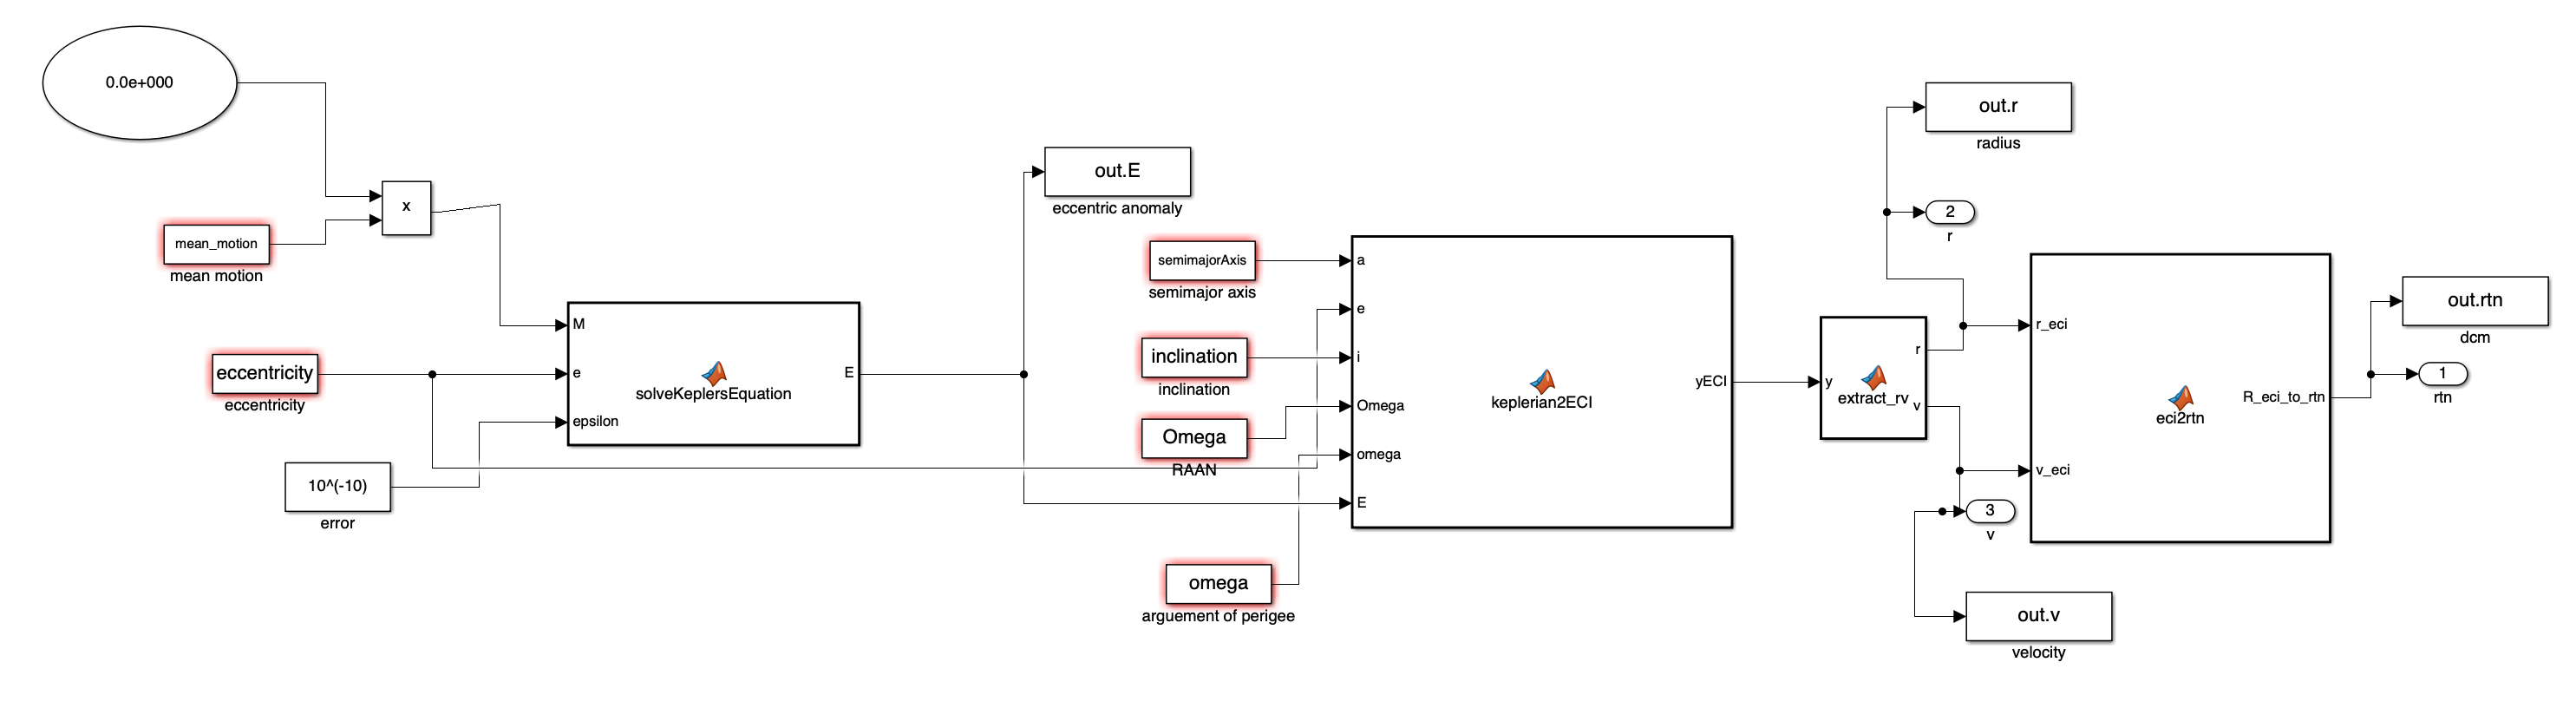 0.0e+000
x
mean_motion
mean motion
eccentricity
eccentricity
10^(-10)
error
M
e
epsilon
solveKeplersEquation
E
out.E
eccentric anomaly
semimajorAxis
semimajor axis
inclination
inclination
Omega
RAAN
omega
arguement of perigee
a
e
i
Omega
omega
E
keplerian2ECI
yECI
y
extract_rv
r
v
out.r
radius
2
r
3
v
out.v
velocity
r_eci
v_eci
eci2rtn
R_eci_to_rtn
out.rtn
dcm
1
rtn